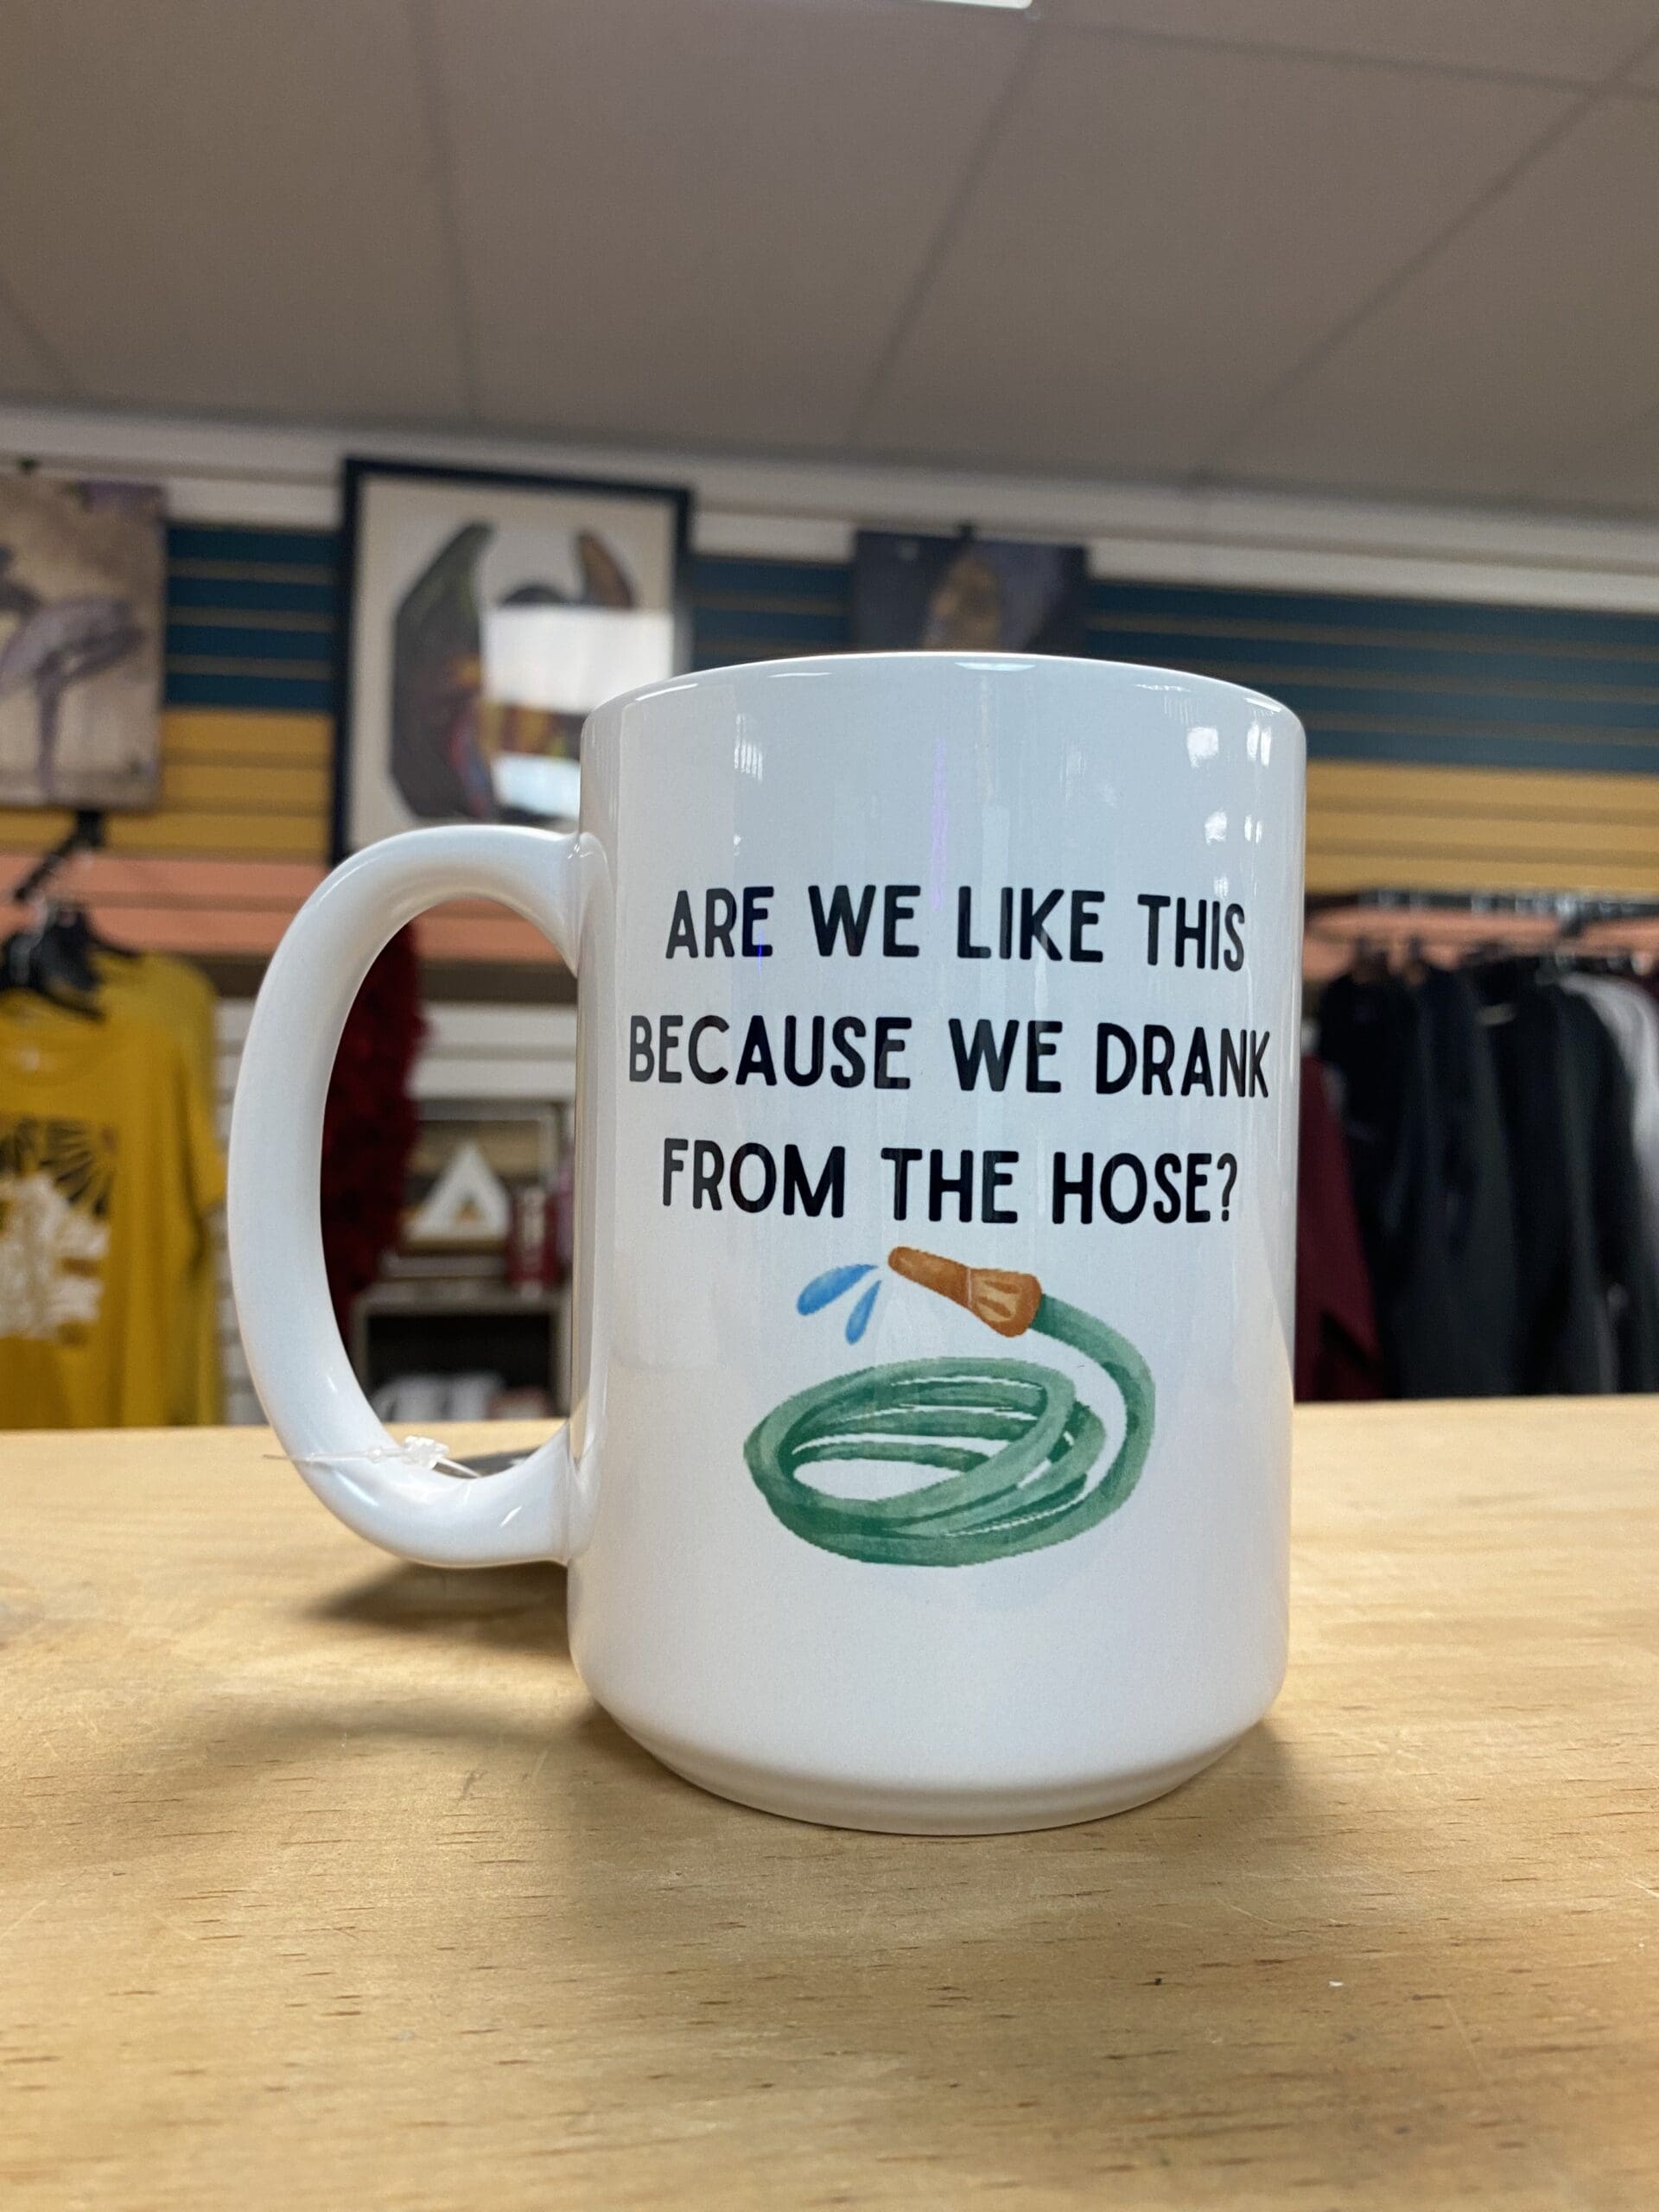 ARE WE LIKE THIS
BECAUSE WE DRANK
FROM THE HOSE?